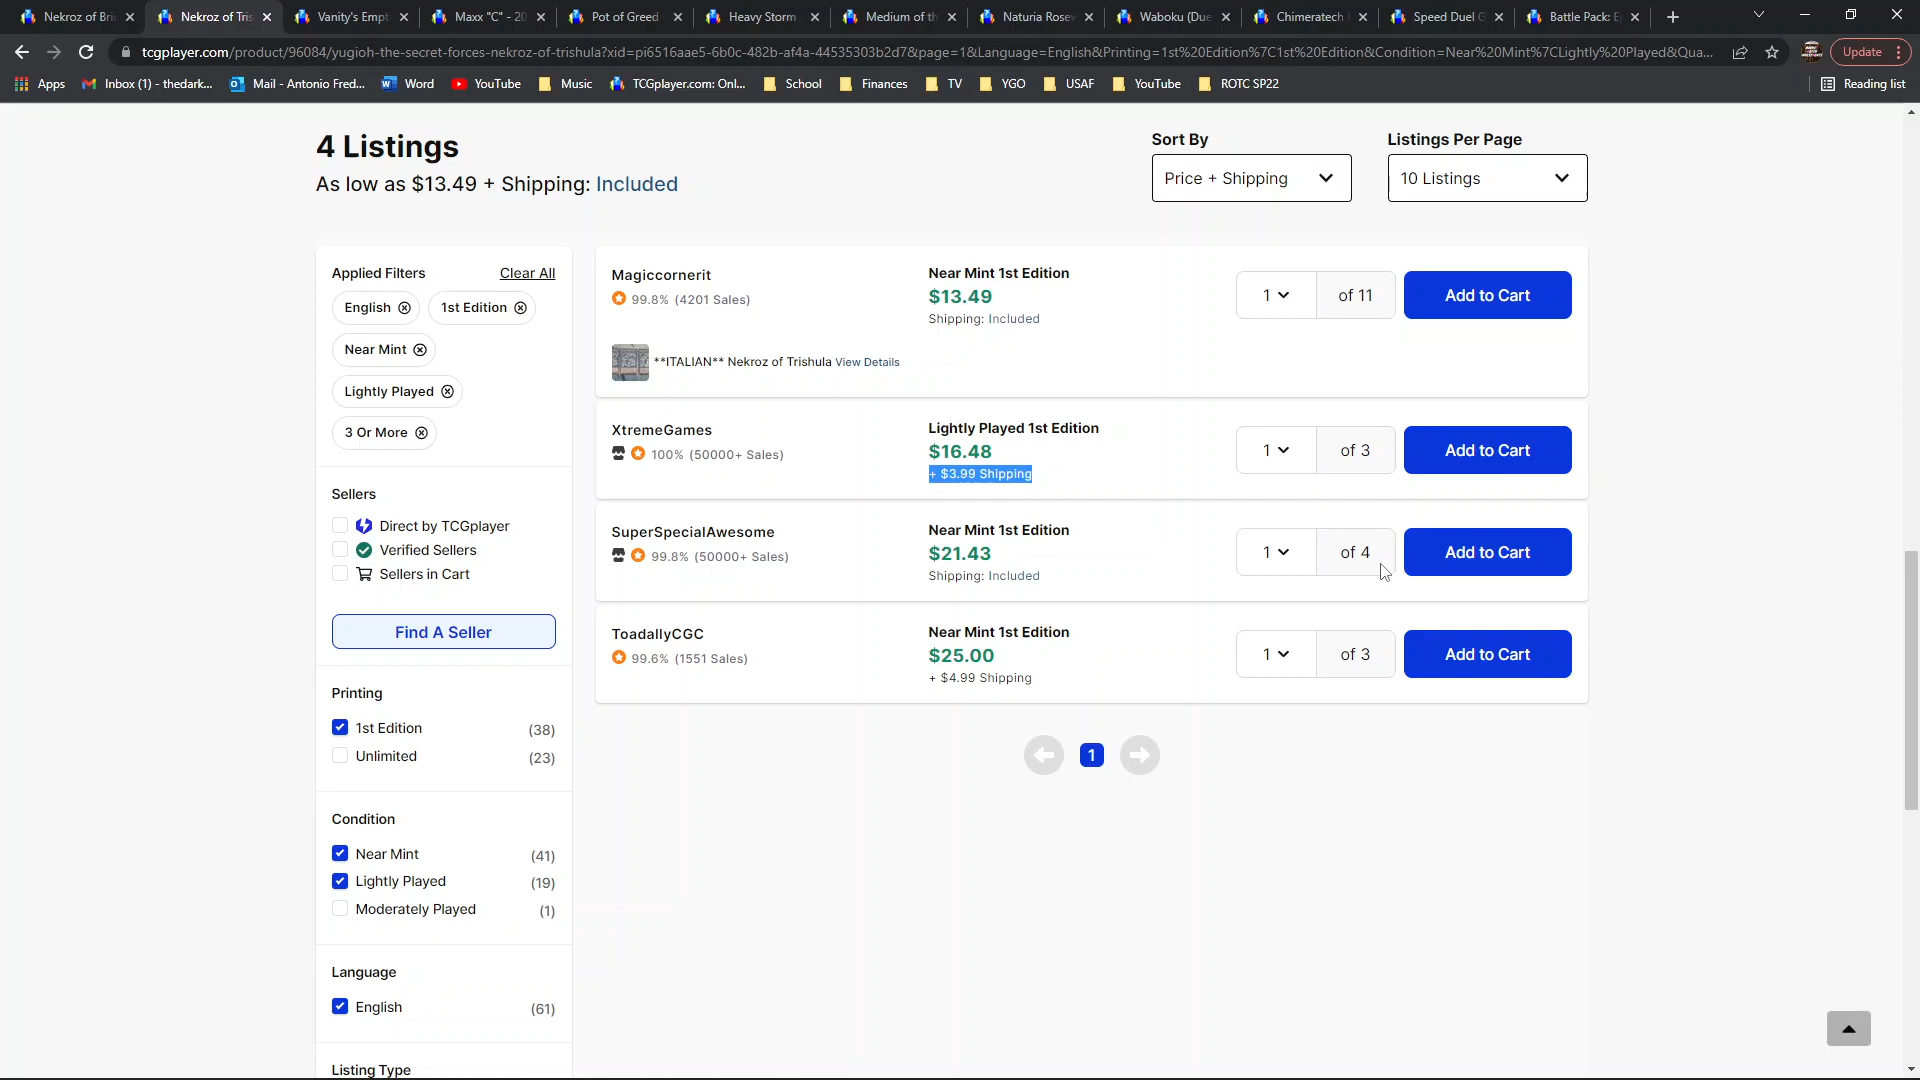 Nekroz of Bri
Nekroz of Tris
Vanity's Empt
Maxx "C" - 20
Pot of Greed
Heavy Storm
Medium of th
Naturia Rosew
Waboku (Due
Chimeratech
Speed Duel G
Battle Pack: E
tcgplayer.com/product/96084/yugioh-the-secret-forces-nekroz-of-trishula?xid=pi6516aae5-6b0c-482b-af4a-44535303b2d7&page=1&Language=English&Printing=1st%20Edition%7C1st%20Edition&Condition=Near%20Mint%7CLightly%20Played&Qua...
Update
Apps
Inbox (1) - thedark...
Mail - Antonio Fred...
Word
YouTube
Music
TCGplayer.com: Onl...
School
Finances
TV
YGO
USAF
YouTube
ROTC SP22
Reading list
4 Listings
As low as $13.49 + Shipping: Included
Sort By
Price + Shipping
Listings Per Page
10 Listings
Applied Filters
Clear All
English
1st Edition
Near Mint
Lightly Played
3 Or More
Sellers
Direct by TCGplayer
Verified Sellers
Sellers in Cart
Find A Seller
Printing
1st Edition (38)
Unlimited (23)
Condition
Near Mint (41)
Lightly Played (19)
Moderately Played (1)
Language
English (61)
Listing Type
Magiccornerit
99.8% (4201 Sales)
Near Mint 1st Edition
$13.49
Shipping: Included
1
of 11
Add to Cart
**ITALIAN** Nekroz of Trishula View Details
XtremeGames
100% (50000+ Sales)
Lightly Played 1st Edition
$16.48
+ $3.99 Shipping
1
of 3
Add to Cart
SuperSpecialAwesome
99.8% (50000+ Sales)
Near Mint 1st Edition
$21.43
Shipping: Included
1
of 4
Add to Cart
ToadallyCGC
99.6% (1551 Sales)
Near Mint 1st Edition
$25.00
+ $4.99 Shipping
1
of 3
Add to Cart
1